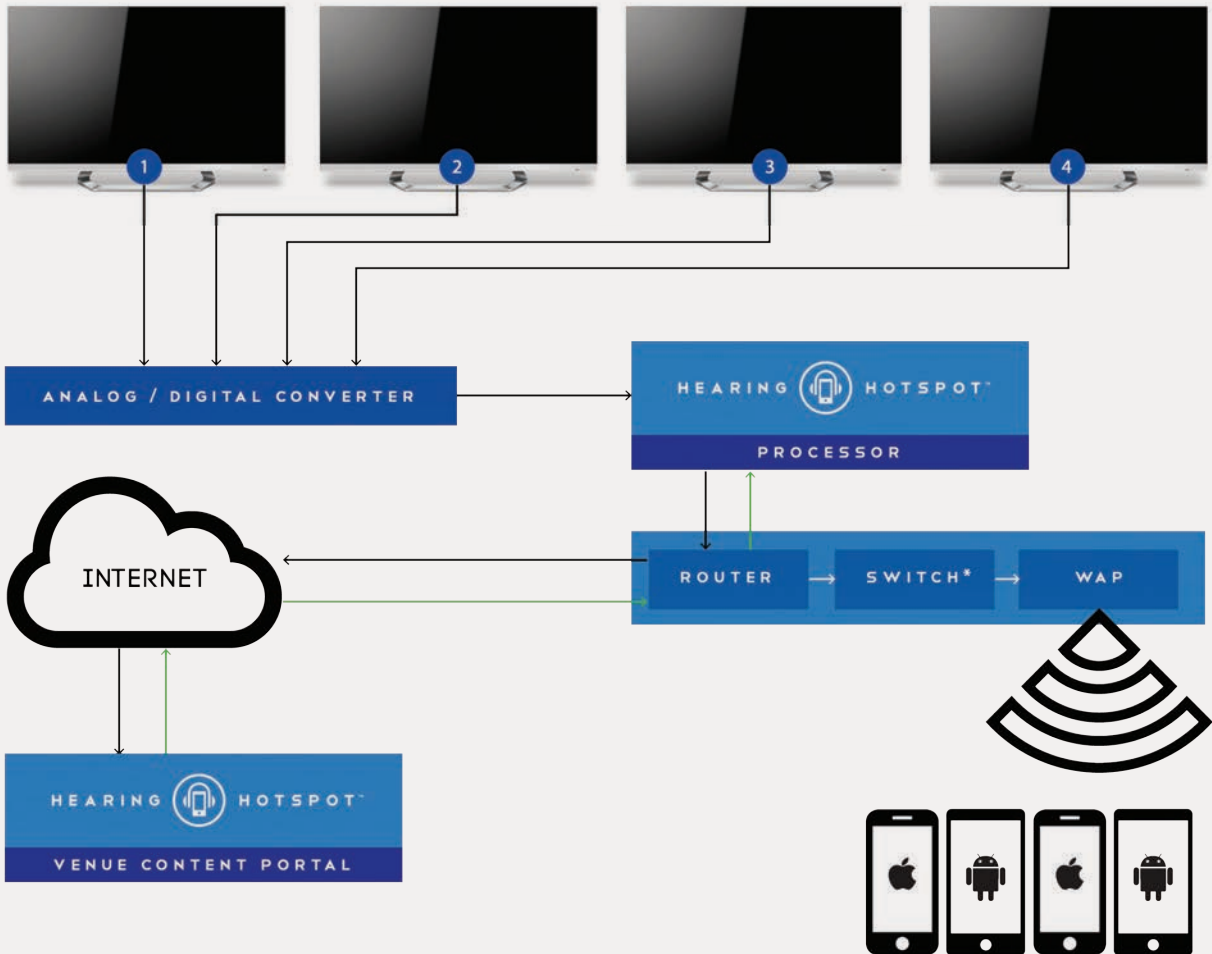 1
2
3
4
ANALOG / DIGITAL CONVERTER
HEARING HOTSPOT™
PROCESSOR
INTERNET
ROUTER
SWITCH*
WAP
HEARING HOTSPOT™
VENUE CONTENT PORTAL